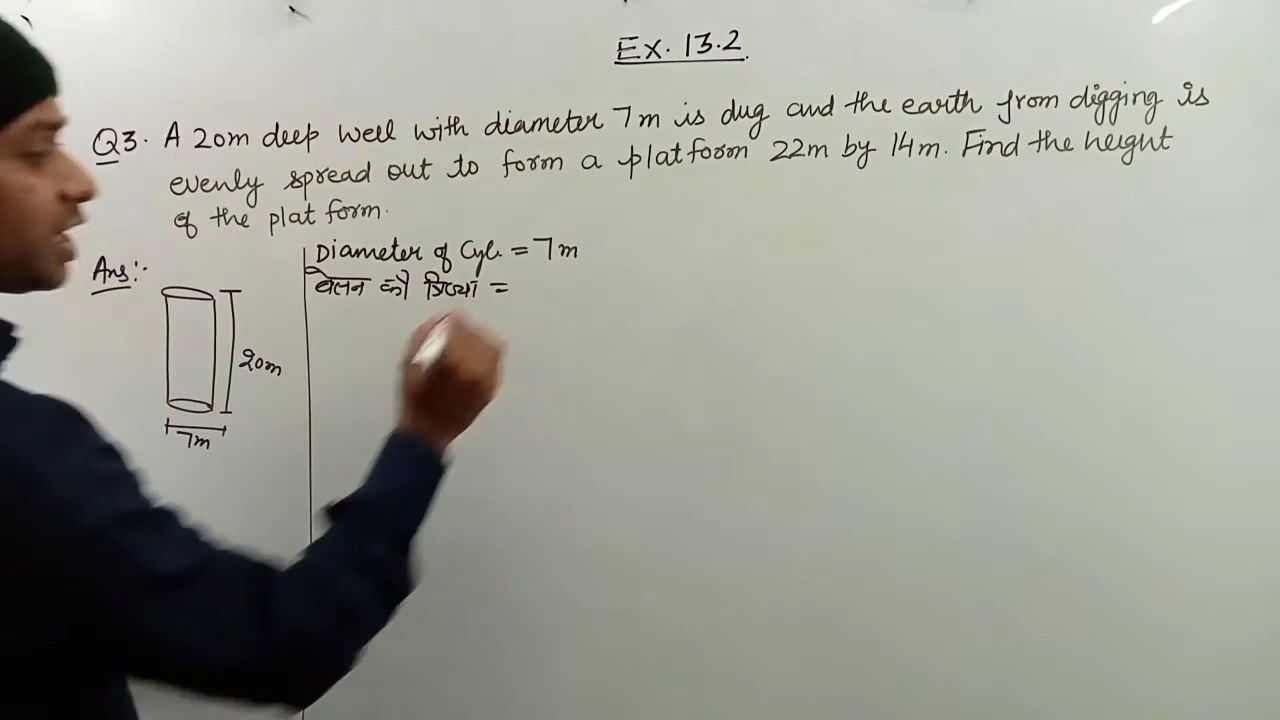 Ex. 13.2
Q3. A 20m deep well with diameter 7m is dug and the earth from digging is
evenly spread out to form a platform 22m by 14m. Find the height
of the plat form.
Ans:-
Diameter of Cyl. = 7m
बेलन की त्रिज्या =
20m
7m